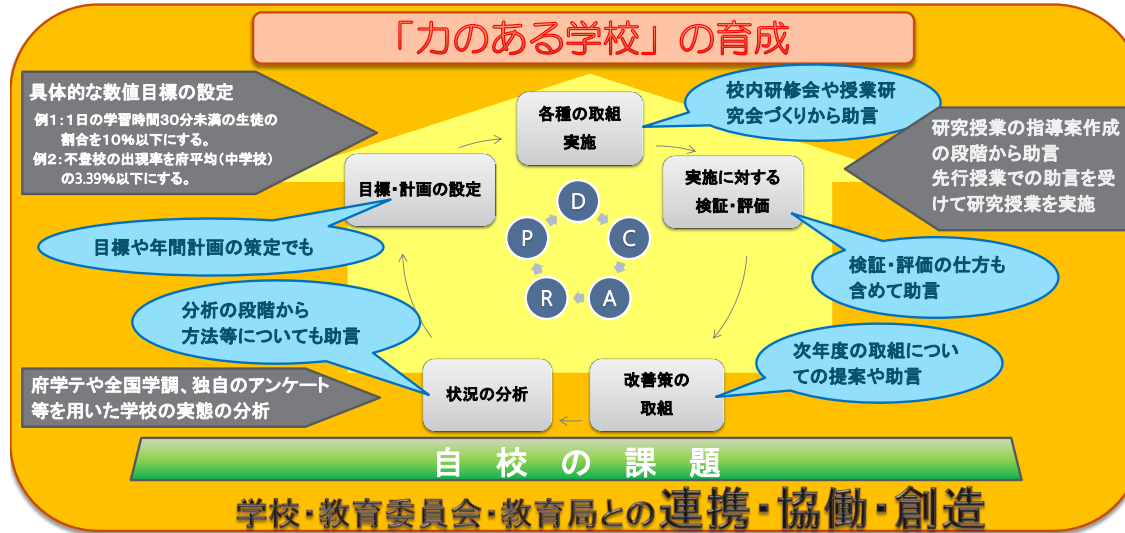 「力のある学校」の育成
具体的な数値目標の設定
例1：1日の学習時間30分未満の生徒の
割合を10％以下にする。
例2：不登校の出現率を府平均（中学校）
の3.39％以下にする。
各種の取組
実施
校内研修会や授業研
究会づくりから助言
研究授業の指導案作成
の段階から助言
先行授業での助言を受
けて研究授業を実施
目標・計画の設定
実施に対する
検証・評価
D
P
C
R
A
目標や年間計画の策定でも
検証・評価の仕方も
含めて助言
分析の段階から
方法等についても助言
次年度の取組につい
ての提案や助言
府学テや全国学調、独自のアンケート
等を用いた学校の実態の分析
状況の分析
改善策の
取組
自校の課題
学校・教育委員会・教育局との連携・協働・創造